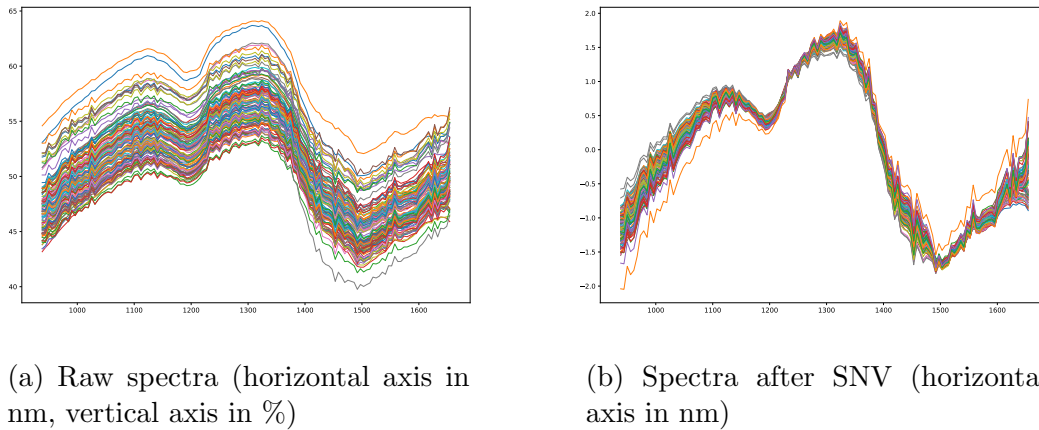 65
60
55
50
45
40
1000 1100 1200 1300 1400 1500 1600
2.0
1.5
1.0
0.5
0.0
−0.5
−1.0
−1.5
−2.0
1000 1100 1200 1300 1400 1500 1600
(a) Raw spectra (horizontal axis in
nm, vertical axis in %)
(b) Spectra after SNV (horizonta
axis in nm)